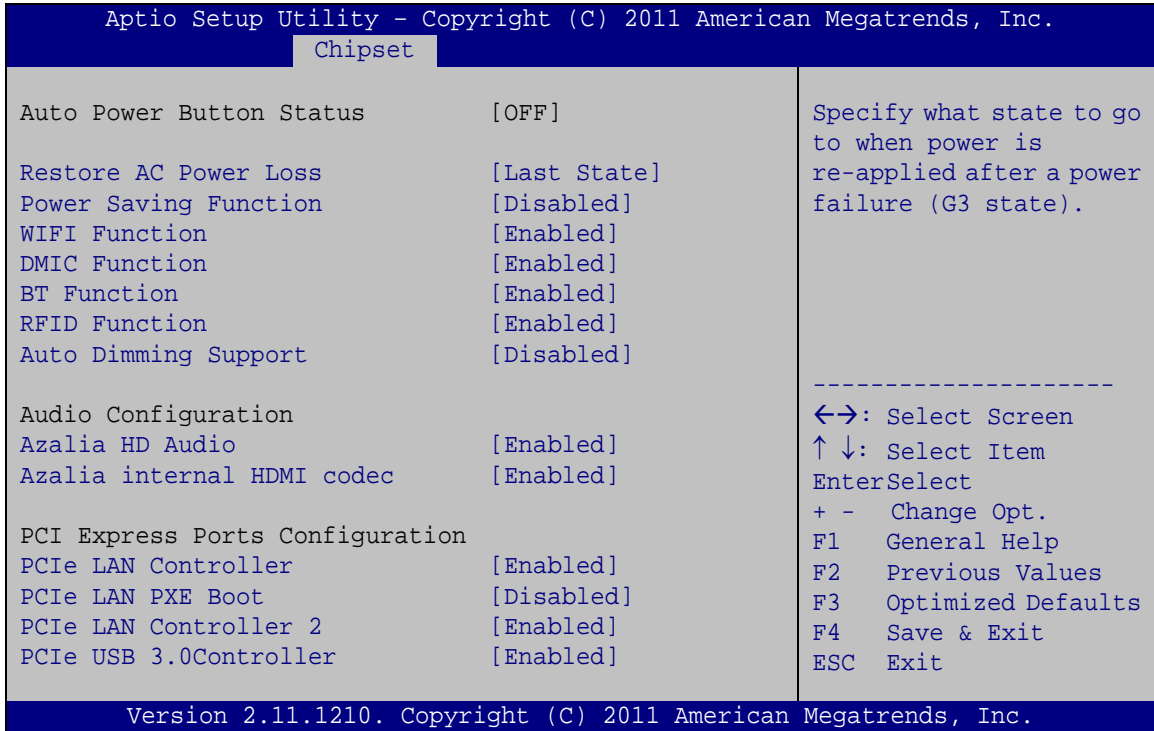 Aptio Setup Utility – Copyright (C) 2011 American Megatrends, Inc.
Chipset
Auto Power Button Status [OFF]
Restore AC Power Loss [Last State]
Power Saving Function [Disabled]
WIFI Function [Enabled]
DMIC Function [Enabled]
BT Function [Enabled]
RFID Function [Enabled]
Auto Dimming Support [Disabled]
Audio Configuration
Azalia HD Audio [Enabled]
Azalia internal HDMI codec [Enabled]
PCI Express Ports Configuration
PCIe LAN Controller [Enabled]
PCIe LAN PXE Boot [Disabled]
PCIe LAN Controller 2 [Enabled]
PCIe USB 3.0Controller [Enabled]
Specify what state to go
to when power is
re-applied after a power
failure (G3 state).
---------------------
←→: Select Screen
↑ ↓: Select Item
EnterSelect
+ - Change Opt.
F1 General Help
F2 Previous Values
F3 Optimized Defaults
F4 Save & Exit
ESC Exit
Version 2.11.1210. Copyright (C) 2011 American Megatrends, Inc.